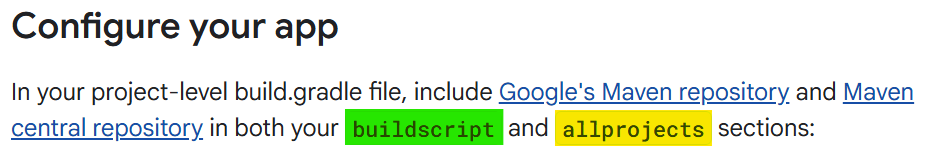 Configure your app
In your project-level build.gradle file, include Google's Maven repository and Maven
central repository in both your buildscript and allprojects sections: